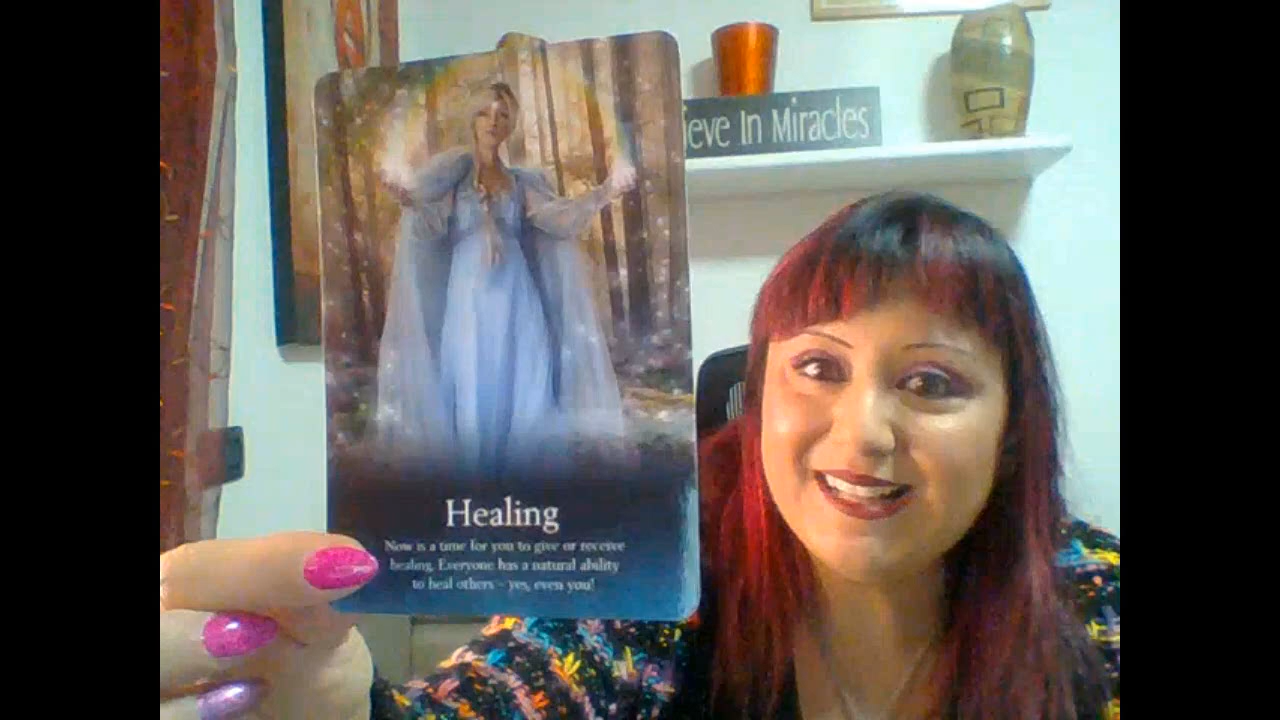 ieve In Miracles
Healing
Now is a time for you to give or receive
healing. Everyone has a natural ability
to heal others – yes, even you!